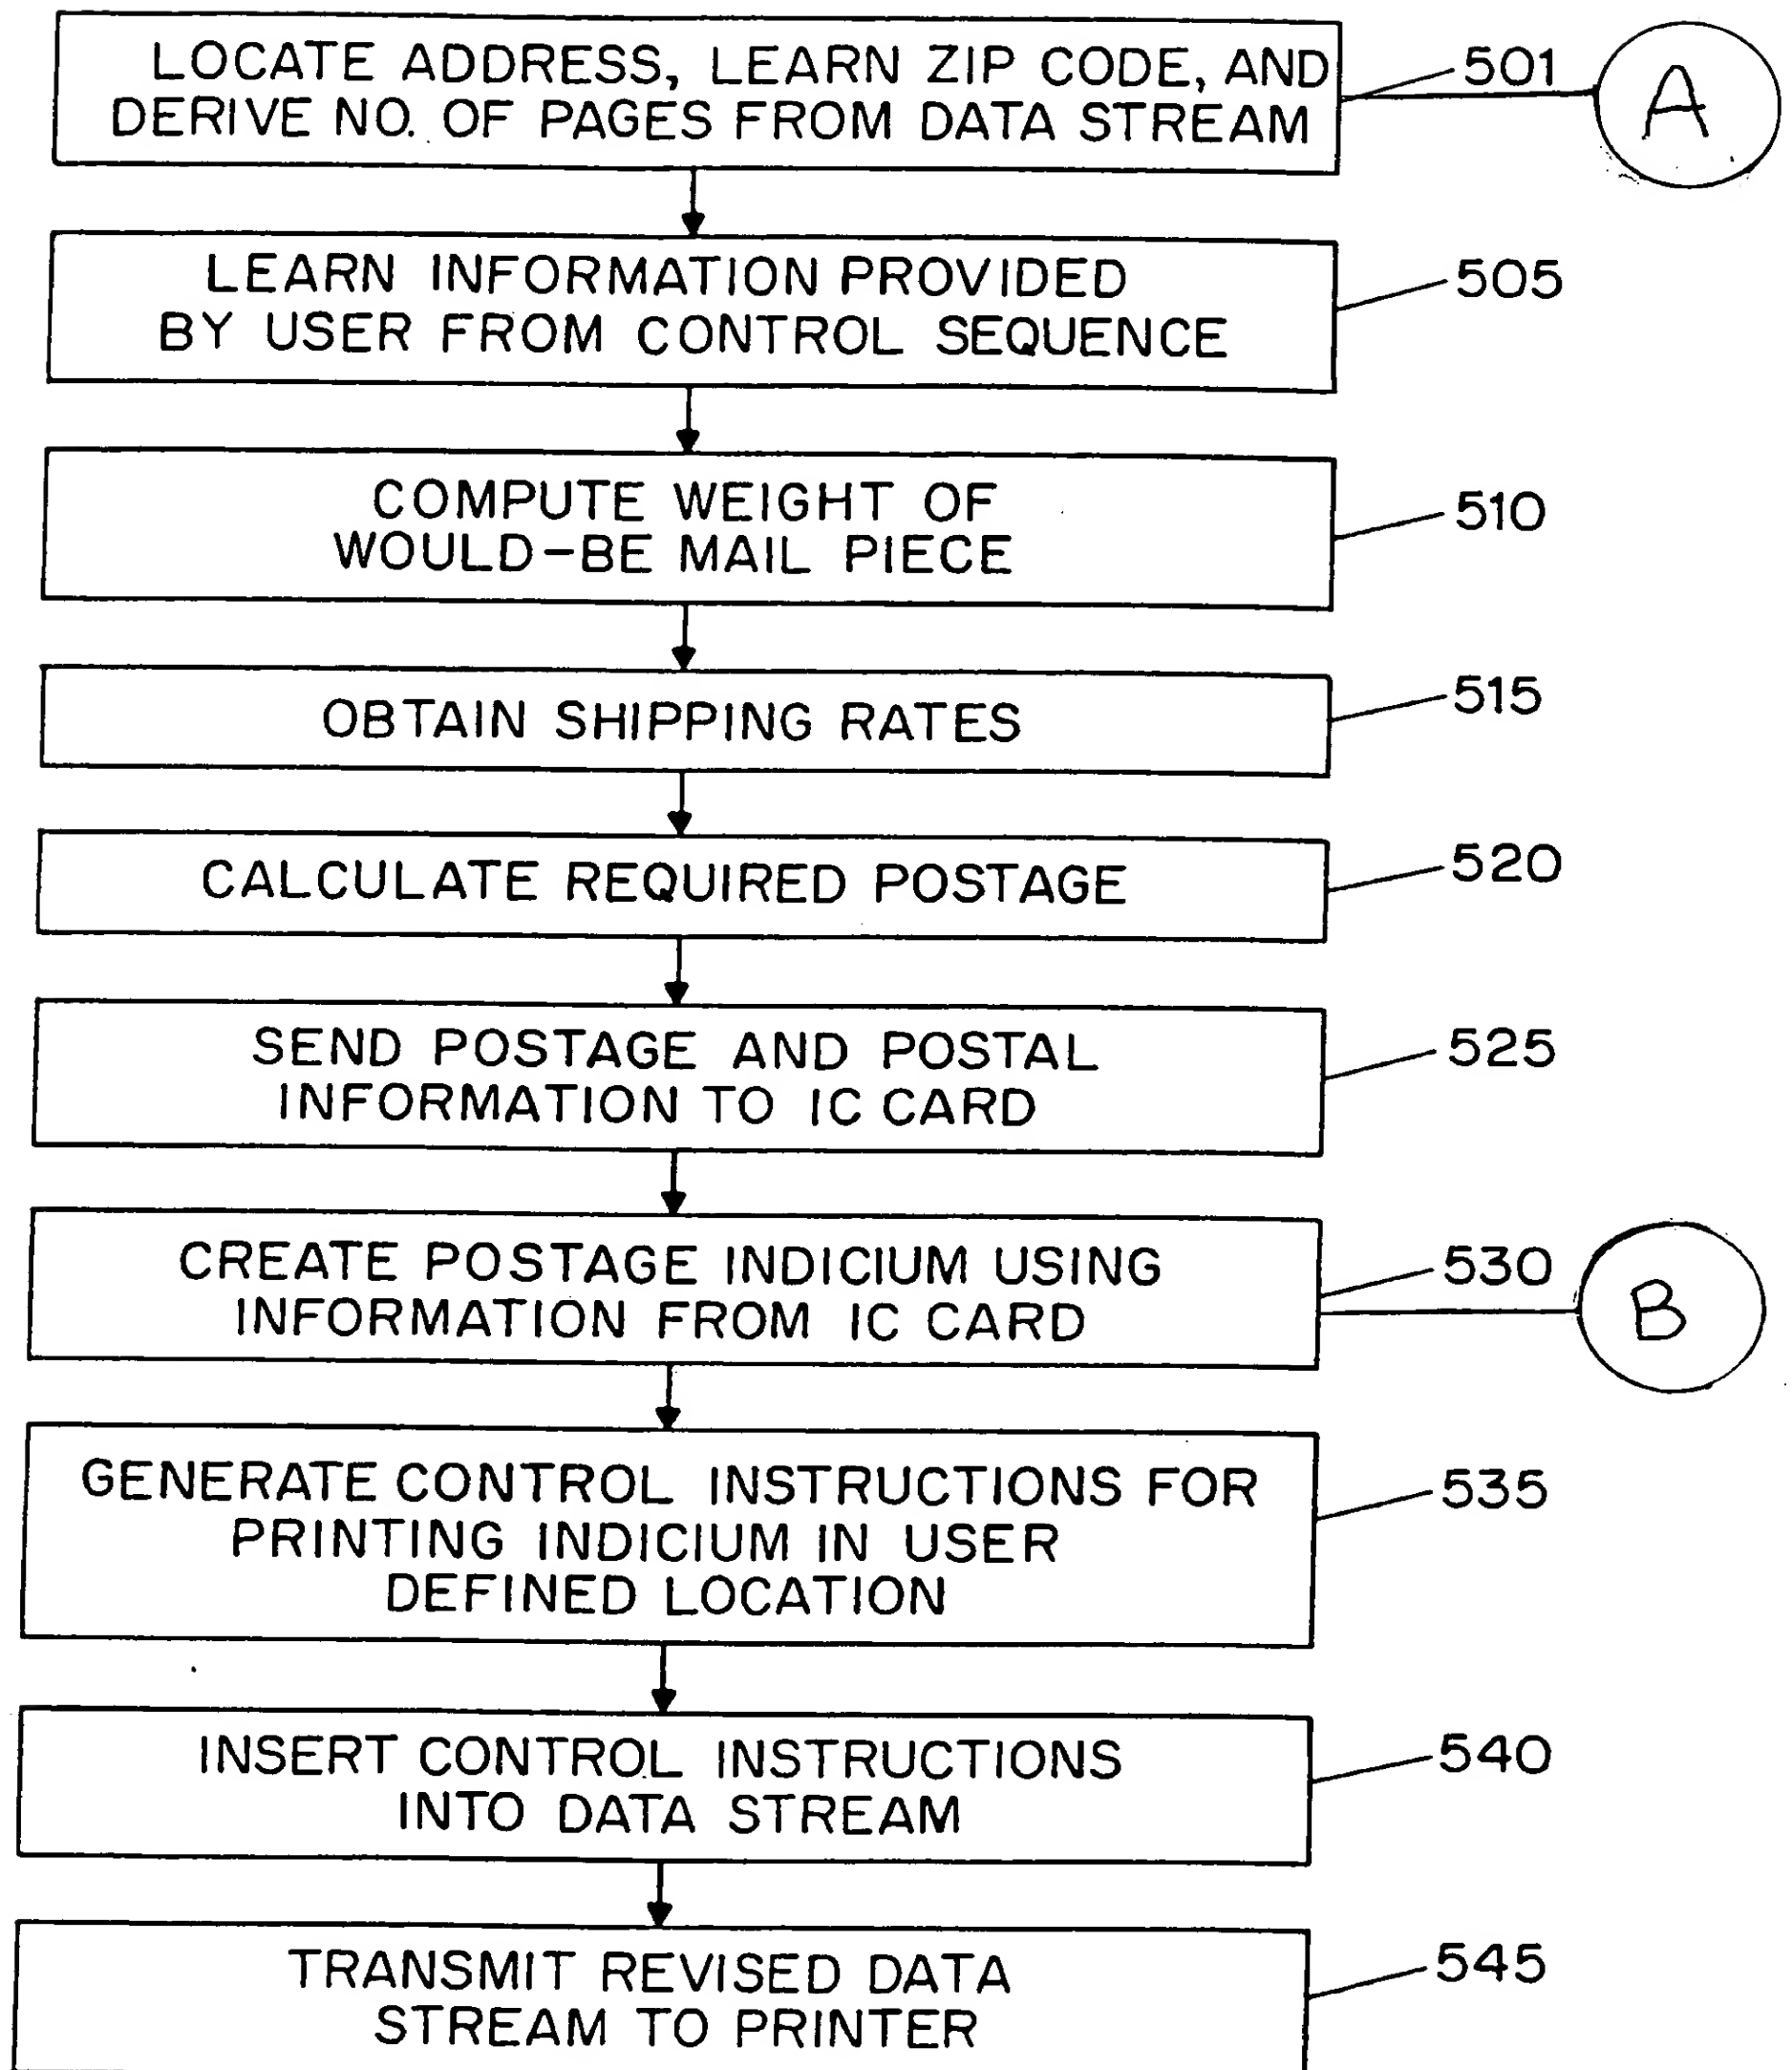 LOCATE ADDRESS, LEARN ZIP CODE, AND
DERIVE NO. OF PAGES FROM DATA STREAM
501
A
LEARN INFORMATION PROVIDED
BY USER FROM CONTROL SEQUENCE
505
COMPUTE WEIGHT OF
WOULD-BE MAIL PIECE
510
OBTAIN SHIPPING RATES
515
CALCULATE REQUIRED POSTAGE
520
SEND POSTAGE AND POSTAL
INFORMATION TO IC CARD
525
CREATE POSTAGE INDICIUM USING
INFORMATION FROM IC CARD
530
B
GENERATE CONTROL INSTRUCTIONS FOR
PRINTING INDICIUM IN USER
DEFINED LOCATION
535
INSERT CONTROL INSTRUCTIONS
INTO DATA STREAM
540
TRANSMIT REVISED DATA
STREAM TO PRINTER
545